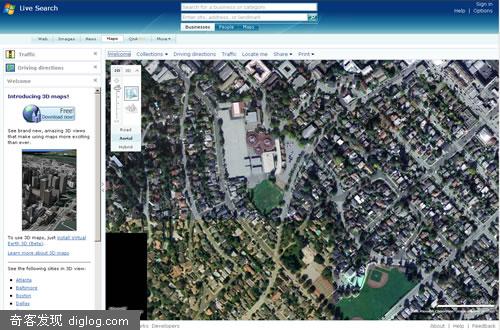 Live Search
Sign in
Help | Options
Search for a business or category
Enter city, address, or landmark
Businesses People Maps
Web Images News Maps QnA More
Traffic
Driving directions
Welcome
Welcome Collections Driving directions Traffic Locate me Share Print
Introducing 3D maps!
Free!
Download now!
See brand new, amazing 3D views that make using maps more exciting than ever.
To use 3D maps, just install Virtual Earth 3D (Beta).
Learn more about 3D maps
See the following sites in 3D view:
Atlanta
Baltimore
Boston
Dallas
2D 3D
Road
Aerial
Hybrid
Developers
About | Feedback | Help
奇客发现 diglog.com